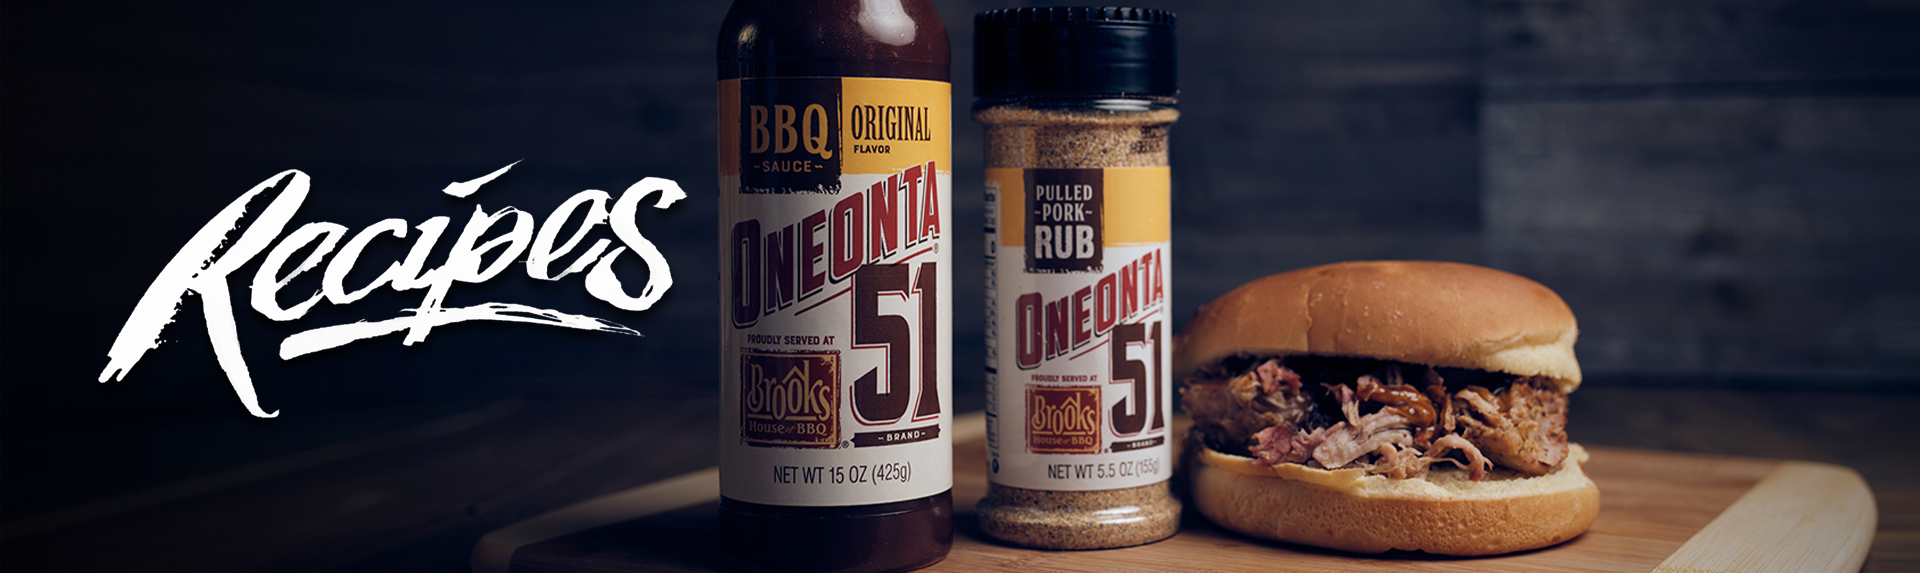 Recipes
BBQ
-SAUCE-
ORIGINAL
FLAVOR
ONEONTA
51
PROUDLY SERVED AT
Brooks
House of BBQ
-BRAND-
NET WT 15 OZ (425g)
PULLED
-PORK-
RUB
ONEONTA
51
PROUDLY SERVED AT
Brooks
House of BBQ
-BRAND-
NET WT 5.5 OZ (155g)